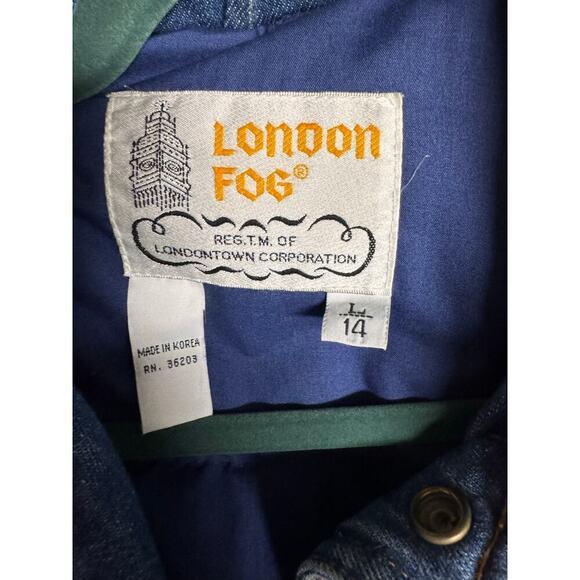 LONDON
FOG®
REG.T.M. OF
LONDONTOWN CORPORATION
L
14
MADE IN KOREA
RN. 36203